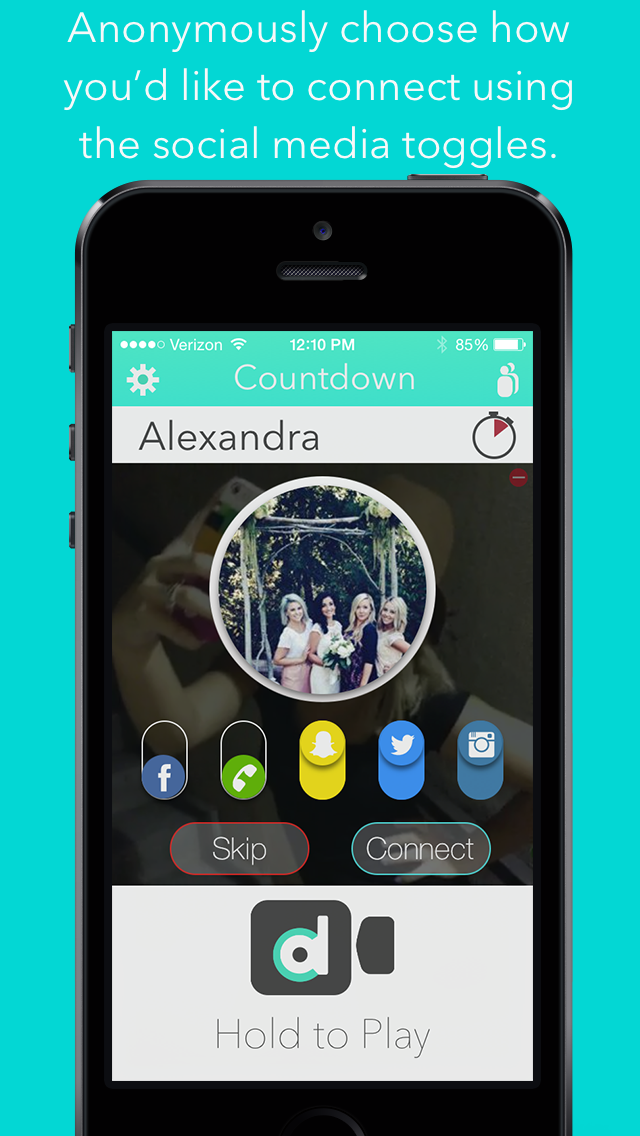 Anonymously choose how
you’d like to connect using
the social media toggles.
Verizon 12:10 PM 85%
Countdown
Alexandra
f
Skip Connect
d
Hold to Play